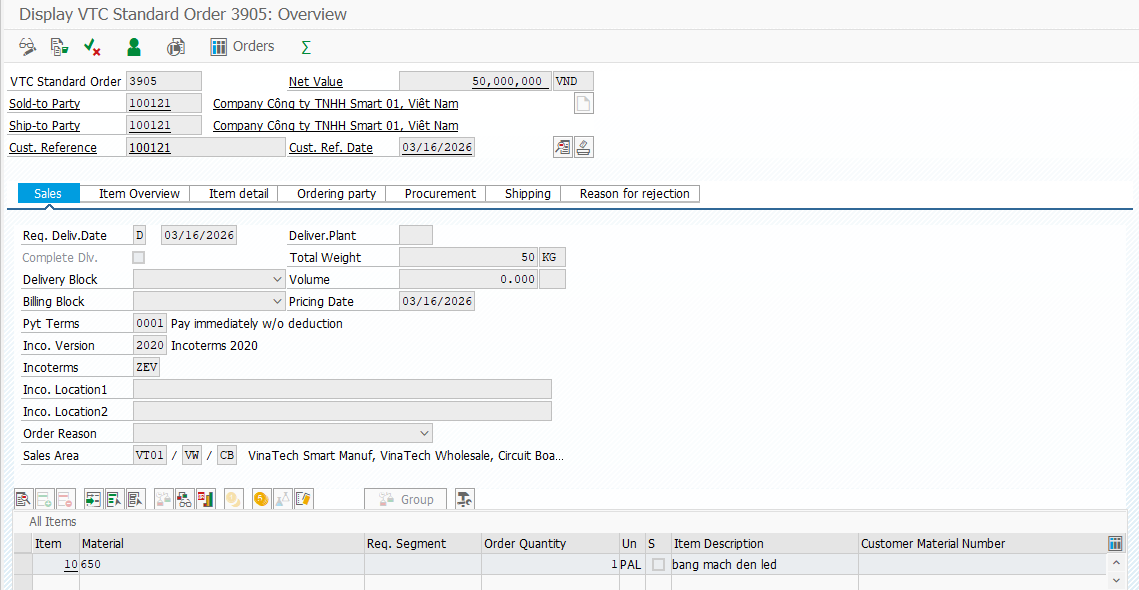 Display VTC Standard Order 3905: Overview
Orders
VTC Standard Order 3905 Net Value 50,000,000 VND
Sold-to Party 100121 Company Công ty TNHH Smart 01, Viêt Nam
Ship-to Party 100121 Company Công ty TNHH Smart 01, Viêt Nam
Cust. Reference 100121 Cust. Ref. Date 03/16/2026
Sales Item Overview Item detail Ordering party Procurement Shipping Reason for rejection
Req. Deliv.Date D 03/16/2026 Deliver.Plant
Complete Dlv. Total Weight 50 KG
Delivery Block Volume 0.000
Billing Block Pricing Date 03/16/2026
Pyt Terms 0001 Pay immediately w/o deduction
Inco. Version 2020 Incoterms 2020
Incoterms ZEV
Inco. Location1
Inco. Location2
Order Reason
Sales Area VT01 / VW / CB VinaTech Smart Manuf, VinaTech Wholesale, Circuit Boa...
Group
All Items
Item Material Req. Segment Order Quantity Un S Item Description Customer Material Number
10 650 1 PAL bang mach den led